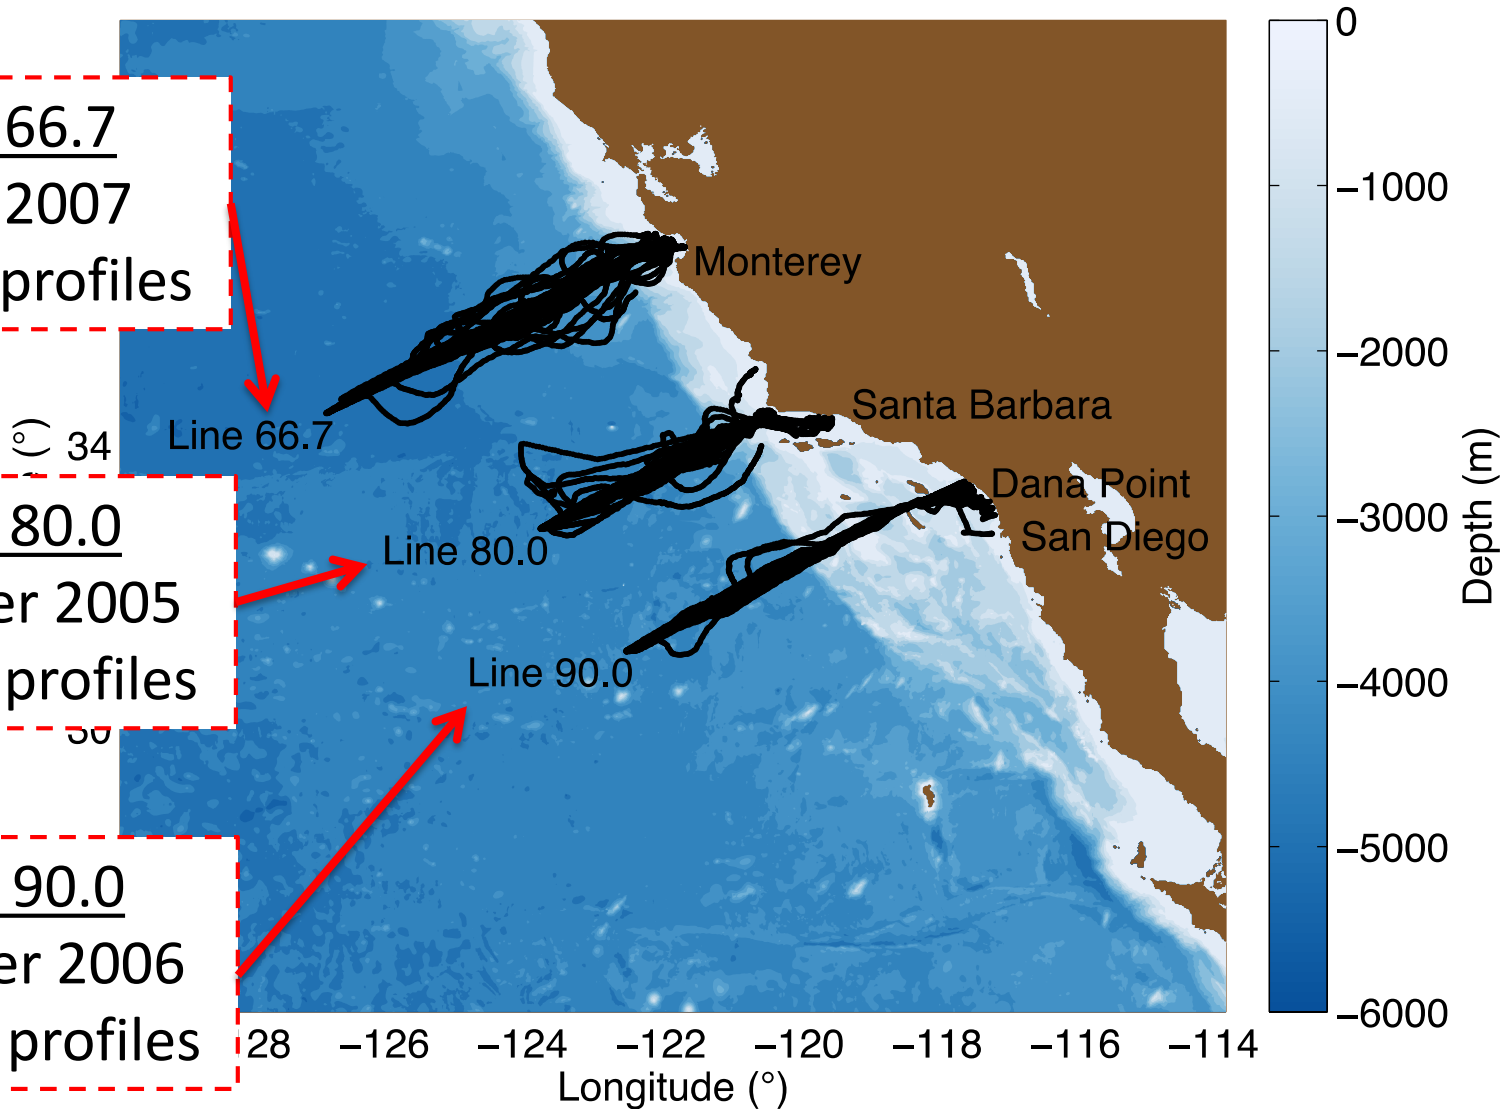 66.7
2007
profiles
80.0
er 2005
profiles
90.0
er 2006
profiles
Monterey
Santa Barbara
Dana Point
San Diego
Line 66.7
Line 80.0
Line 90.0
(°)
34
28
−126
−124
−122
−120
−118
−116
−114
Longitude (°)
0
−1000
−2000
−3000
−4000
−5000
−6000
Depth (m)